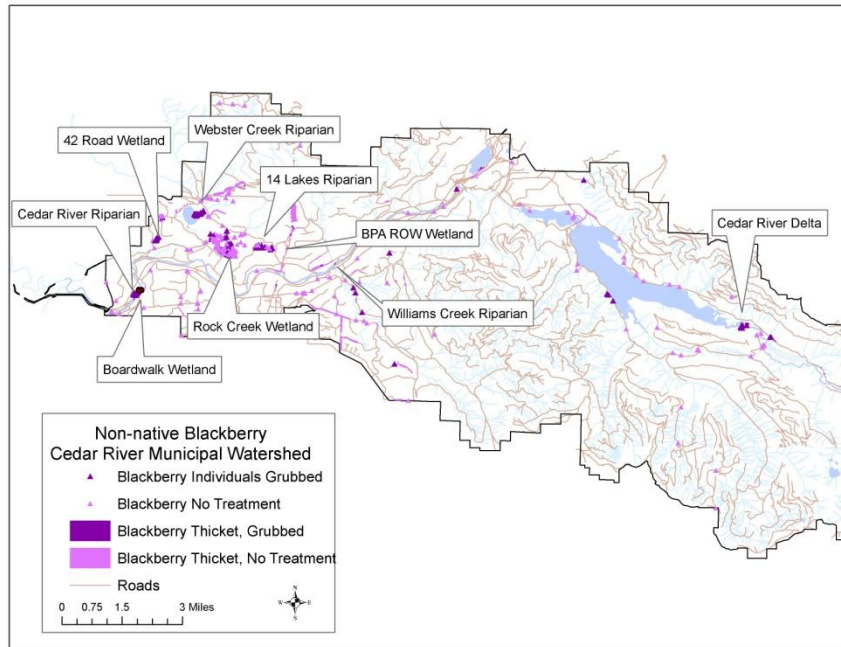 Webster Creek Riparian
42 Road Wetland
14 Lakes Riparian
Cedar River Riparian
Cedar River Delta
BPA ROW Wetland
Williams Creek Riparian
Rock Creek Wetland
Boardwalk Wetland
Non-native Blackberry
Cedar River Municipal Watershed
Blackberry Individuals Grubbed
Blackberry No Treatment
Blackberry Thicket, Grubbed
Blackberry Thicket, No Treatment
Roads
0 0.75 1.5 3 Miles
N
W E
S